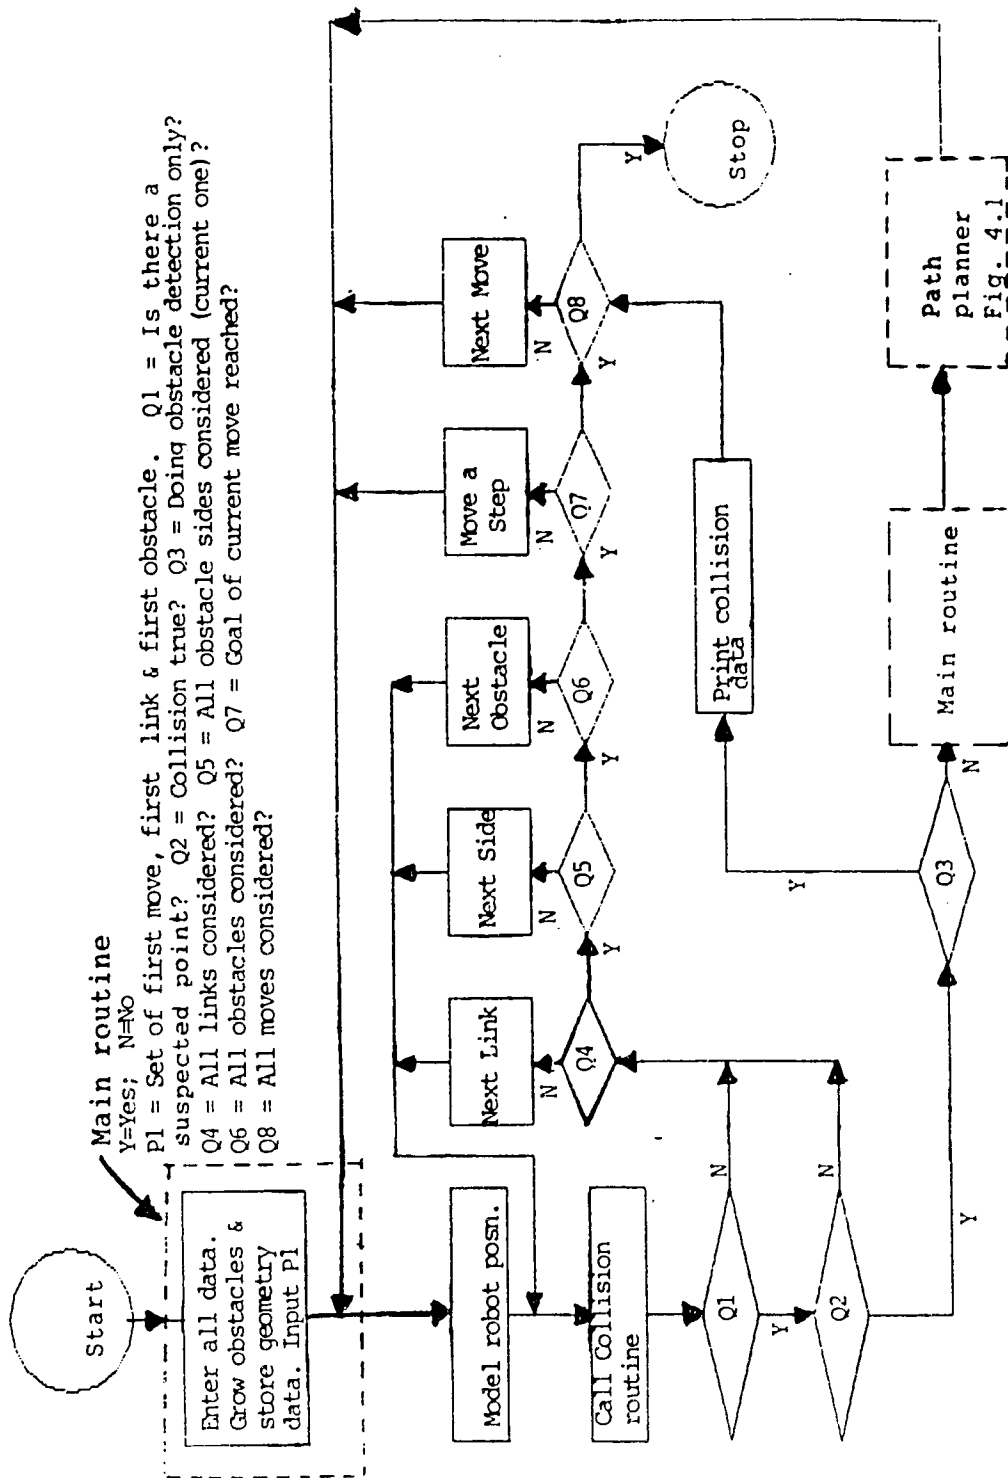 Main routine
Y=Yes; N=No
P1 = Set of first move, first link & first obstacle. Q1 = Is there a
suspected point? Q2 = Collision true? Q3 = Doing obstacle detection only?
Q4 = All links considered? Q5 = All obstacle sides considered (current one)?
Q6 = All obstacles considered? Q7 = Goal of current move reached?
Q8 = All moves considered?
Start
Enter all data.
Grow obstacles &
store geometry
data. Input P1
Model robot posn.
Call Collision
routine
Q1
N
Y
Q2
N
Y
Next Link
N
Q4
Y
Next Side
N
Q5
Y
Next
Obstacle
N
Q6
Y
Move a
Step
N
Q7
Y
Next Move
N
Q8
Y
Stop
Print collision
data
Y
Q3
N
Main routine
Path
planner
Fig. 4.1